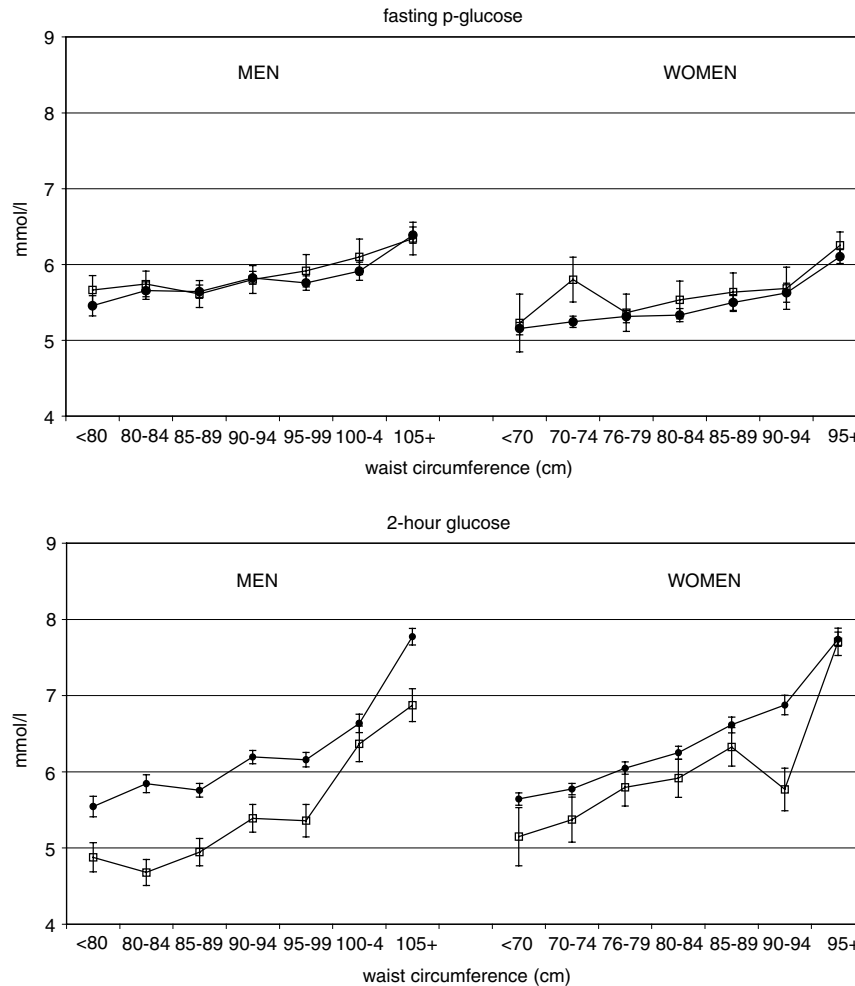 fasting p-glucose
9
8
7
6
5
4
mmol/l
MEN
WOMEN
<80 80-84 85-89 90-94 95-99 100-4 105+ <70 70-74 76-79 80-84 85-89 90-94 95+
waist circumference (cm)
2-hour glucose
9
8
7
6
5
4
mmol/l
MEN
WOMEN
<80 80-84 85-89 90-94 95-99 100-4 105+ <70 70-74 76-79 80-84 85-89 90-94 95+
waist circumference (cm)